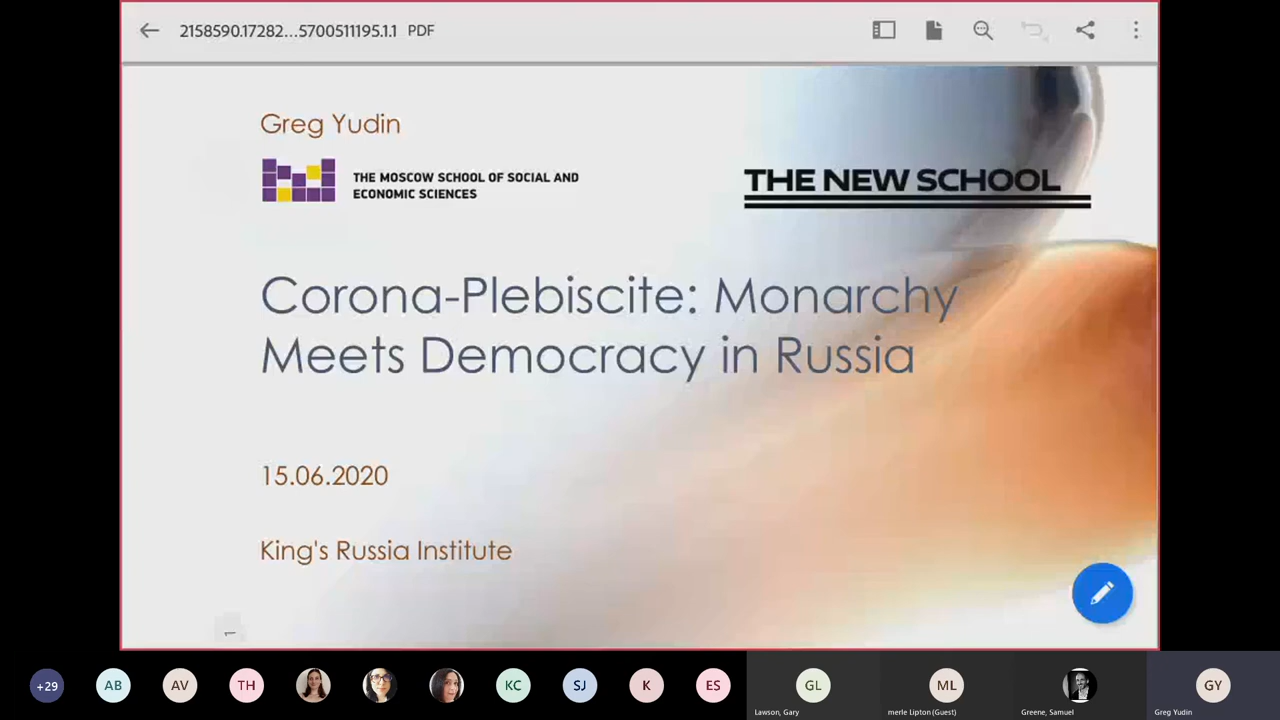 2158590.17282...5700511195.1.1 PDF
Greg Yudin
THE MOSCOW SCHOOL OF SOCIAL AND
ECONOMIC SCIENCES
THE NEW SCHOOL
Corona-Plebiscite: Monarchy
Meets Democracy in Russia
15.06.2020
King's Russia Institute
1
+29
AB
AV
TH
KC
SJ
K
ES
GL
ML
GY
Lawson, Gary
merle Lipton (Guest)
Greene, Samuel
Greg Yudin